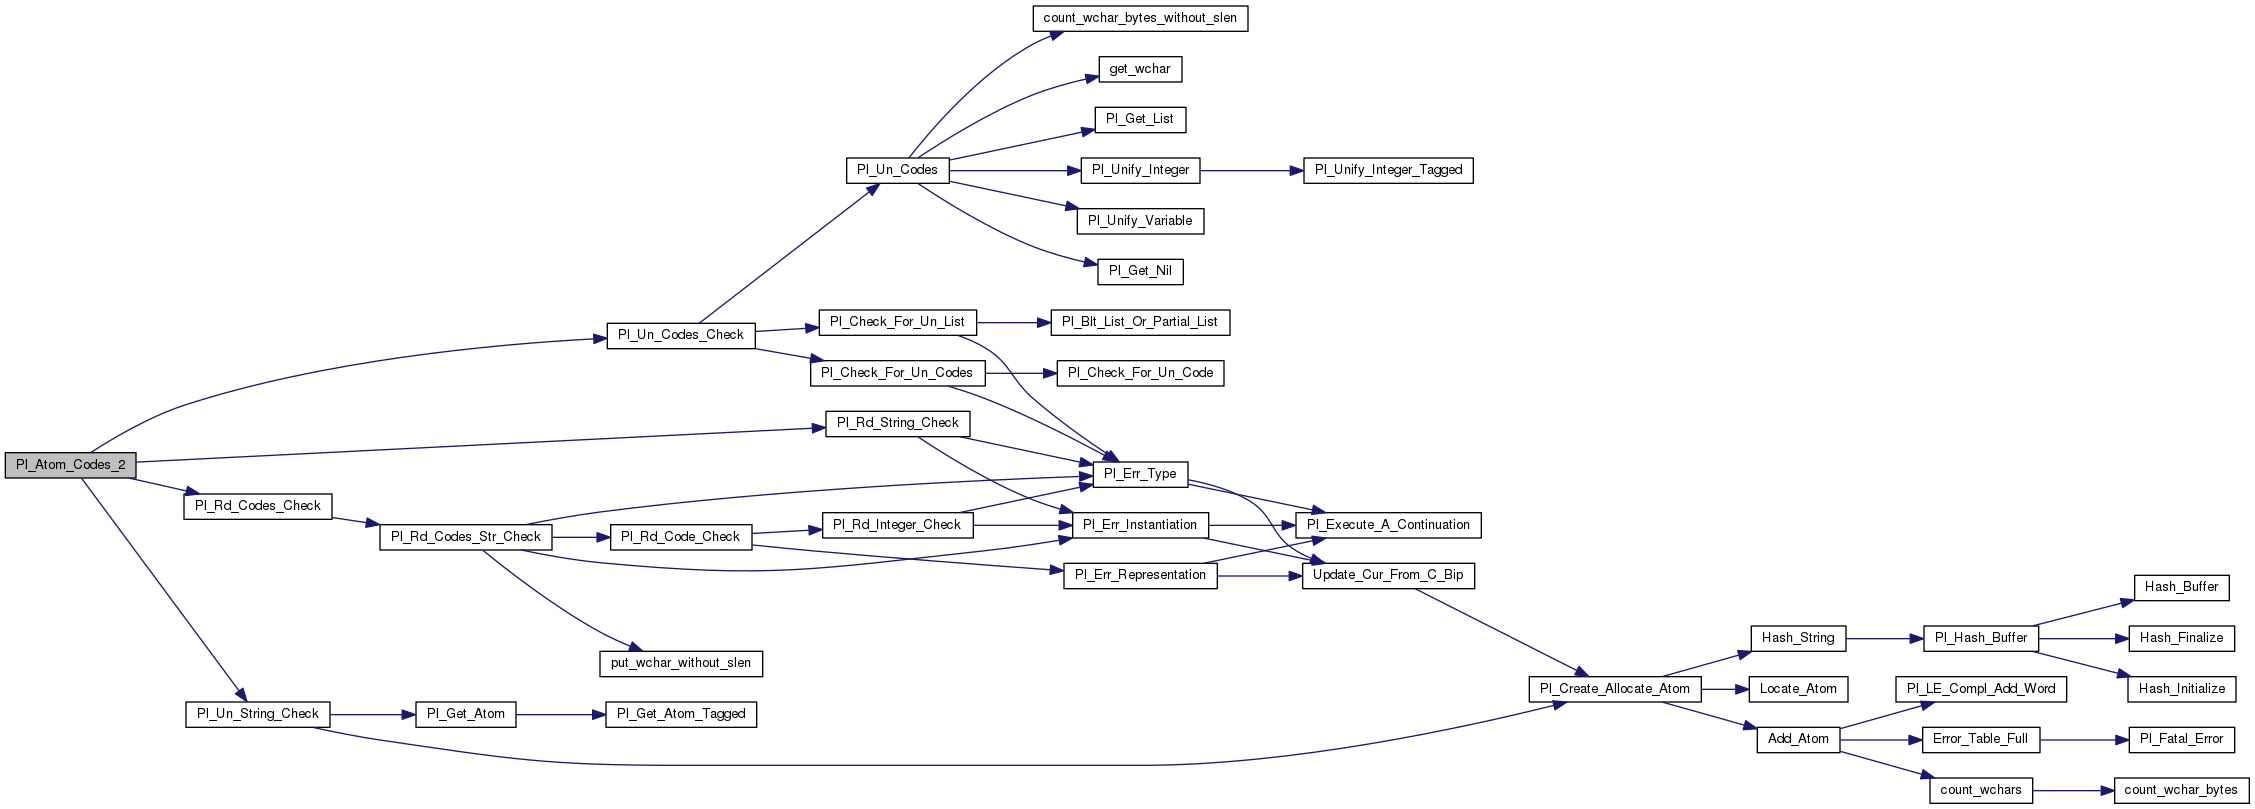 count_wchar_bytes_without_slen
get_wchar
Pl_Get_List
Pl_Un_Codes
Pl_Unify_Integer
Pl_Unify_Integer_Tagged
Pl_Unify_Variable
Pl_Get_Nil
Pl_Un_Codes_Check
Pl_Check_For_Un_List
Pl_Blt_List_Or_Partial_List
Pl_Check_For_Un_Codes
Pl_Check_For_Un_Code
Pl_Rd_String_Check
Pl_Atom_Codes_2
Pl_Err_Type
Pl_Rd_Codes_Check
Pl_Rd_Codes_Str_Check
Pl_Rd_Code_Check
Pl_Rd_Integer_Check
Pl_Err_Instantiation
Pl_Execute_A_Continuation
Pl_Err_Representation
Update_Cur_From_C_Bip
Hash_Buffer
Hash_String
Pl_Hash_Buffer
Hash_Finalize
put_wchar_without_slen
Pl_Create_Allocate_Atom
Locate_Atom
Pl_LE_Compl_Add_Word
Hash_Initialize
Pl_Un_String_Check
Pl_Get_Atom
Pl_Get_Atom_Tagged
Add_Atom
Error_Table_Full
Pl_Fatal_Error
count_wchars
count_wchar_bytes